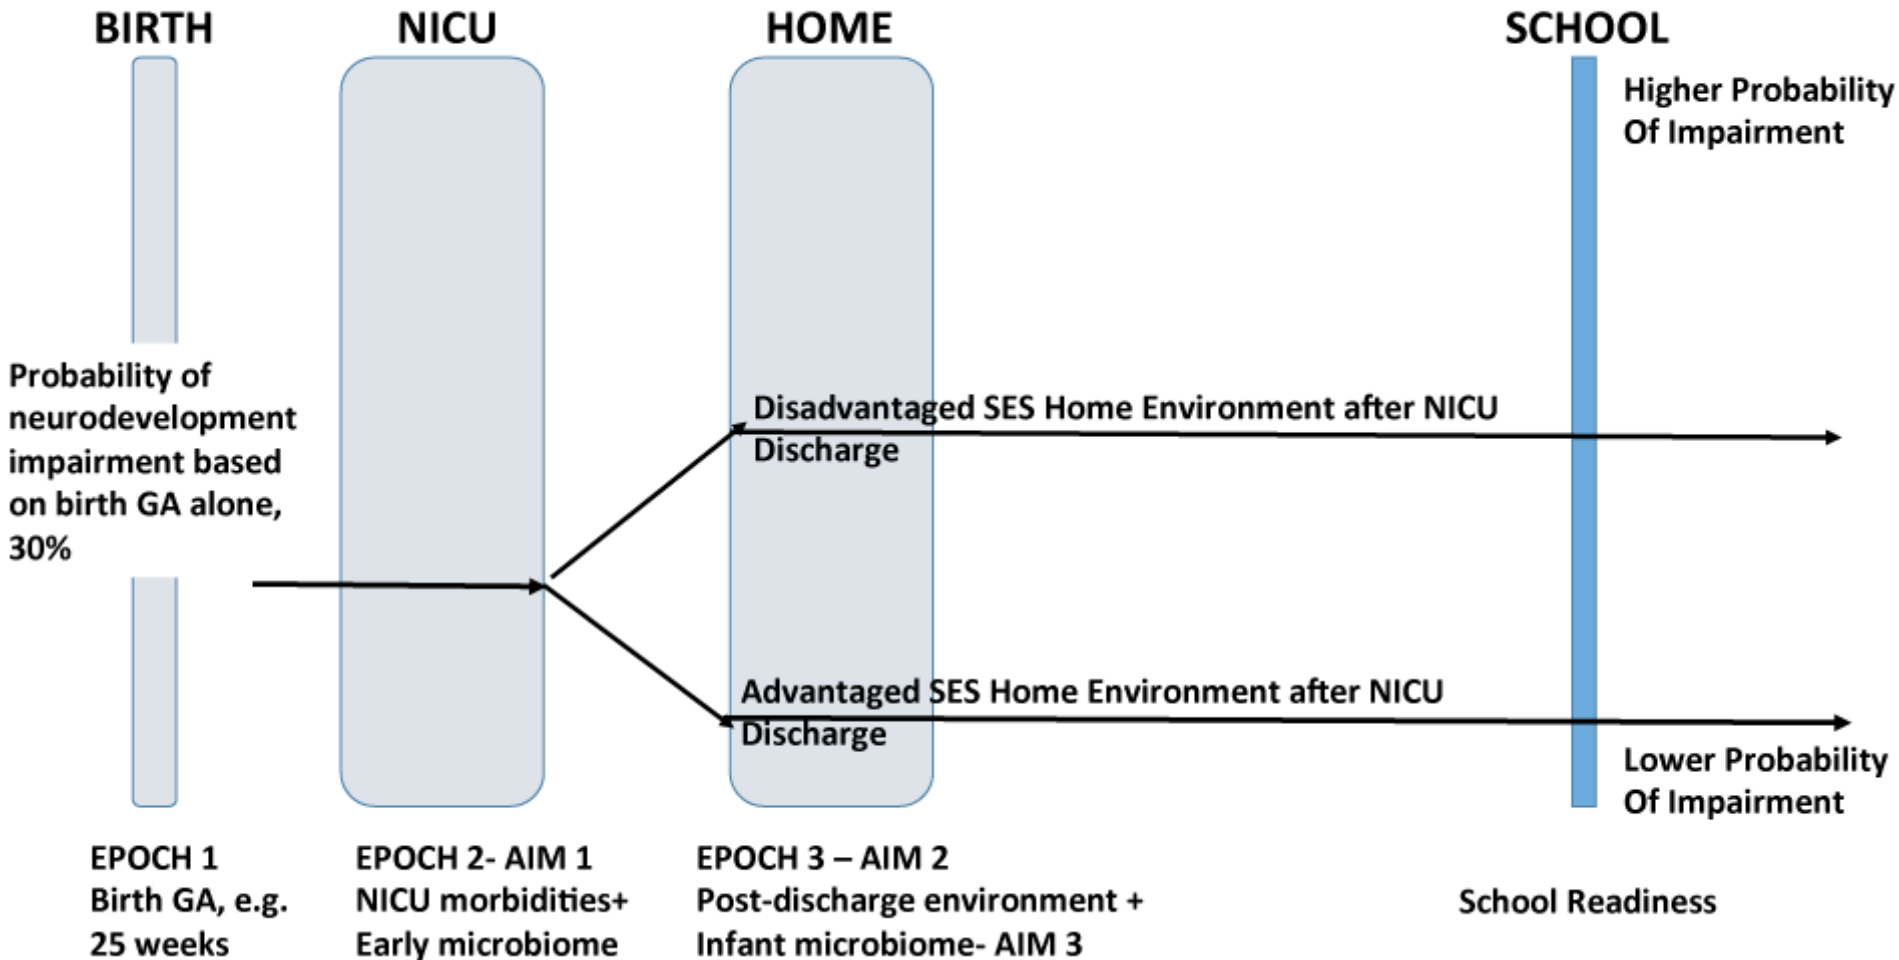 BIRTH
NICU
HOME
SCHOOL
Higher Probability
Of Impairment
Probability of
neurodevelopment
impairment based
on birth GA alone,
30%
Disadvantaged SES Home Environment after NICU
Discharge
Advantaged SES Home Environment after NICU
Discharge
Lower Probability
Of Impairment
EPOCH 1
Birth GA, e.g.
25 weeks
EPOCH 2- AIM 1
NICU morbidities+
Early microbiome
EPOCH 3 – AIM 2
Post-discharge environment +
Infant microbiome- AIM 3
School Readiness